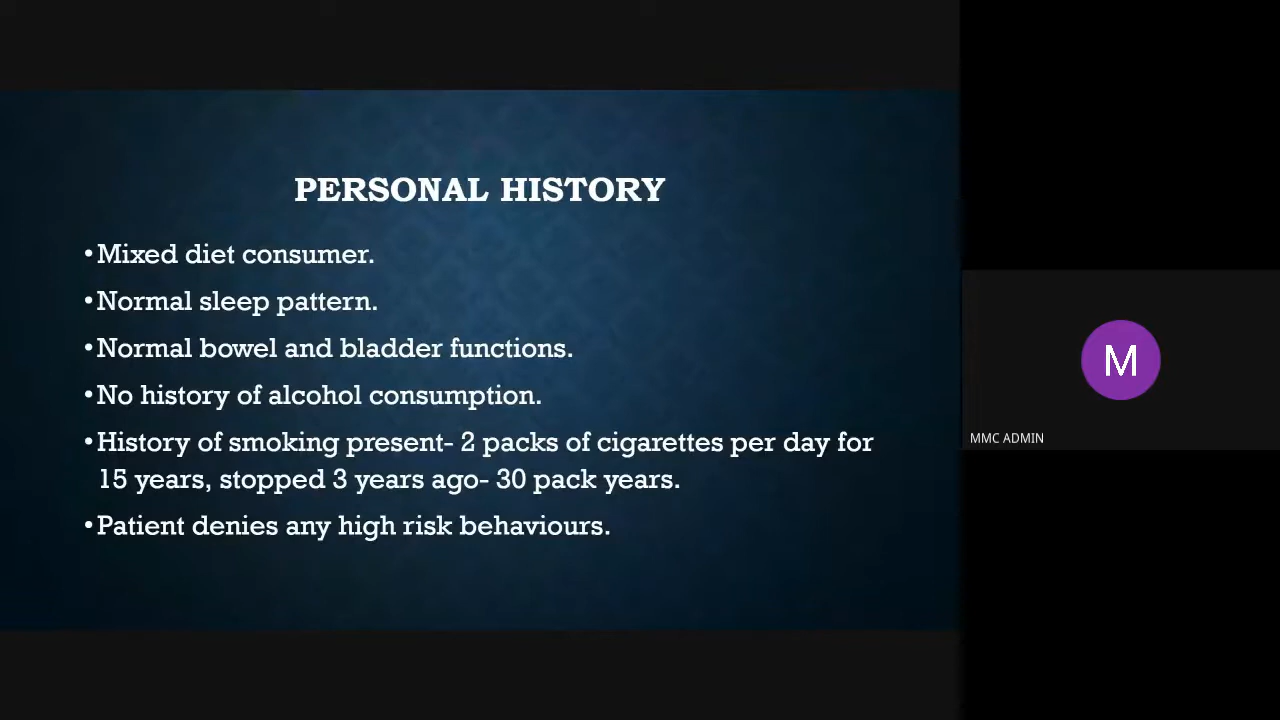 PERSONAL HISTORY
•Mixed diet consumer.
•Normal sleep pattern.
•Normal bowel and bladder functions.
•No history of alcohol consumption.
•History of smoking present- 2 packs of cigarettes per day for
15 years, stopped 3 years ago- 30 pack years.
•Patient denies any high risk behaviours.
M
MMC ADMIN